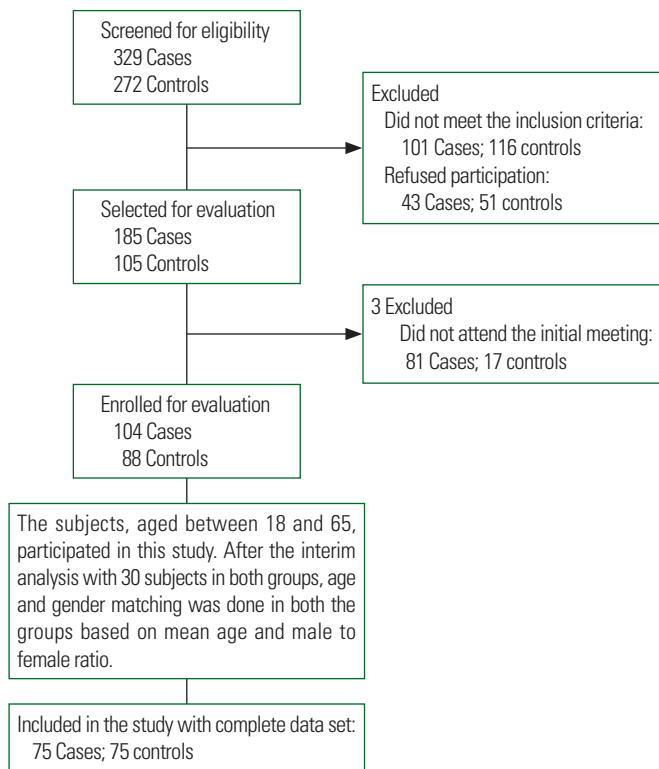 Screened for eligibility
329 Cases
272 Controls
Excluded
Did not meet the inclusion criteria:
101 Cases; 116 controls
Refused participation:
43 Cases; 51 controls
Selected for evaluation
185 Cases
105 Controls
3 Excluded
Did not attend the initial meeting:
81 Cases; 17 controls
Enrolled for evaluation
104 Cases
88 Controls
The subjects, aged between 18 and 65,
participated in this study. After the interim
analysis with 30 subjects in both groups, age
and gender matching was done in both the
groups based on mean age and male to
female ratio.
Included in the study with complete data set:
75 Cases; 75 controls